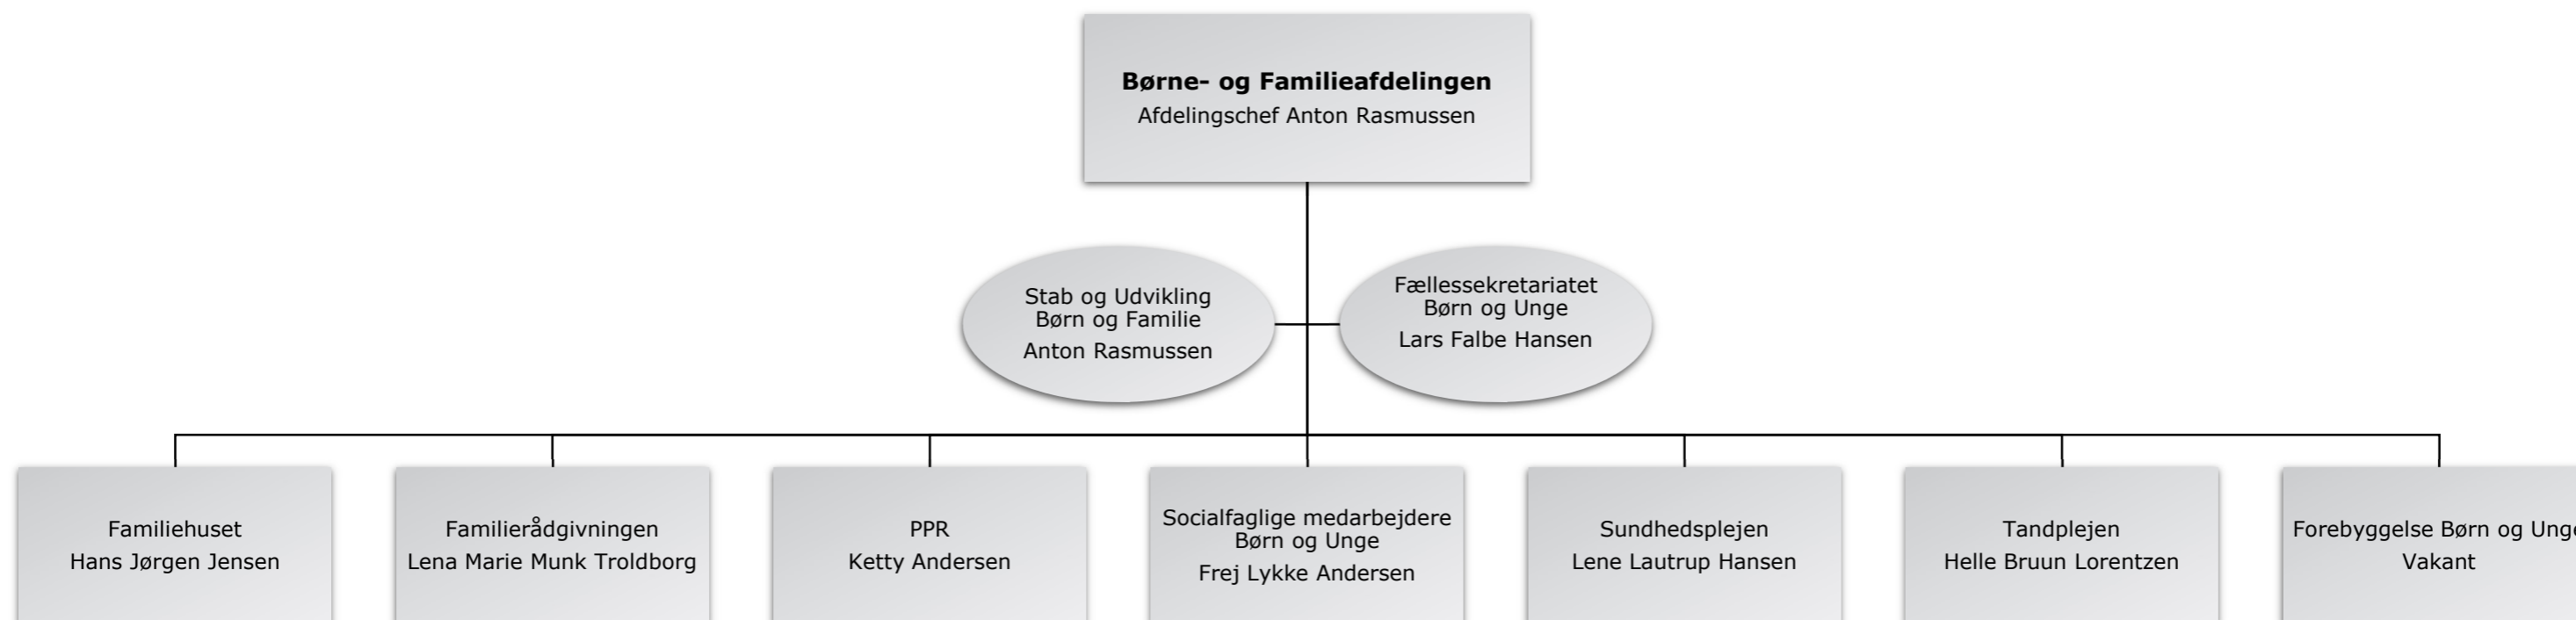 Børne- og Familieafdelingen
Afdelingschef Anton Rasmussen
Stab og Udvikling
Børn og Familie
Anton Rasmussen
Fællessekretariatet
Børn og Unge
Lars Falbe Hansen
Familiehuset
Hans Jørgen Jensen
Familierådgivningen
Lena Marie Munk Troldborg
PPR
Ketty Andersen
Socialfaglige medarbejdere
Børn og Unge
Frej Lykke Andersen
Sundhedsplejen
Lene Lautrup Hansen
Tandplejen
Helle Bruun Lorentzen
Forebyggelse Børn og Unge
Vakant